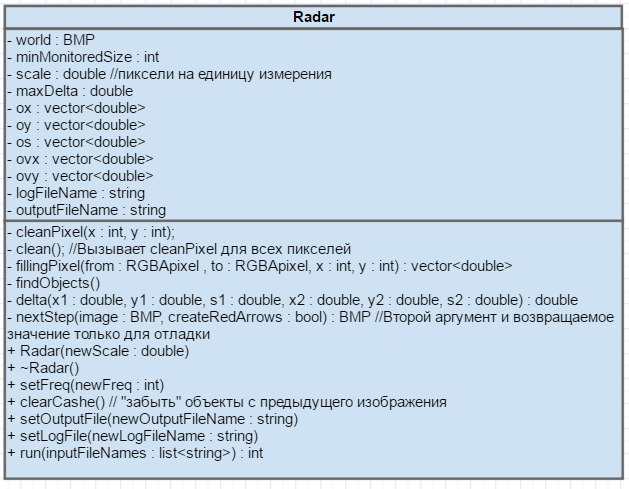 Radar
- world : BMP
- minMonitoredSize : int
- scale : double //пиксели на единицу измерения
- maxDelta : double
- ox : vector<double>
- oy : vector<double>
- os : vector<double>
- ovx : vector<double>
- ovy : vector<double>
- logFileName : string
- outputFileName : string
- cleanPixel(x : int, y : int);
- clean(); //Вызывает cleanPixel для всех пикселей
- fillingPixel(from : RGBApixel , to : RGBApixel, x : int, y : int) : vector<double>
- findObjects()
- delta(x1 : double, y1 : double, s1 : double, x2 : double, y2 : double, s2 : double) : double
- nextStep(image : BMP, createRedArrows : bool) : BMP //Второй аргумент и возвращаемое
значение только для отладки
+ Radar(newScale : double)
+ ~Radar()
+ setFreq(newFreq : int)
+ clearCashe() // "забыть" объекты с предыдущего изображения
+ setOutputFile(newOutputFileName : string)
+ setLogFile(newLogFileName : string)
+ run(inputFileNames : list<string>) : int